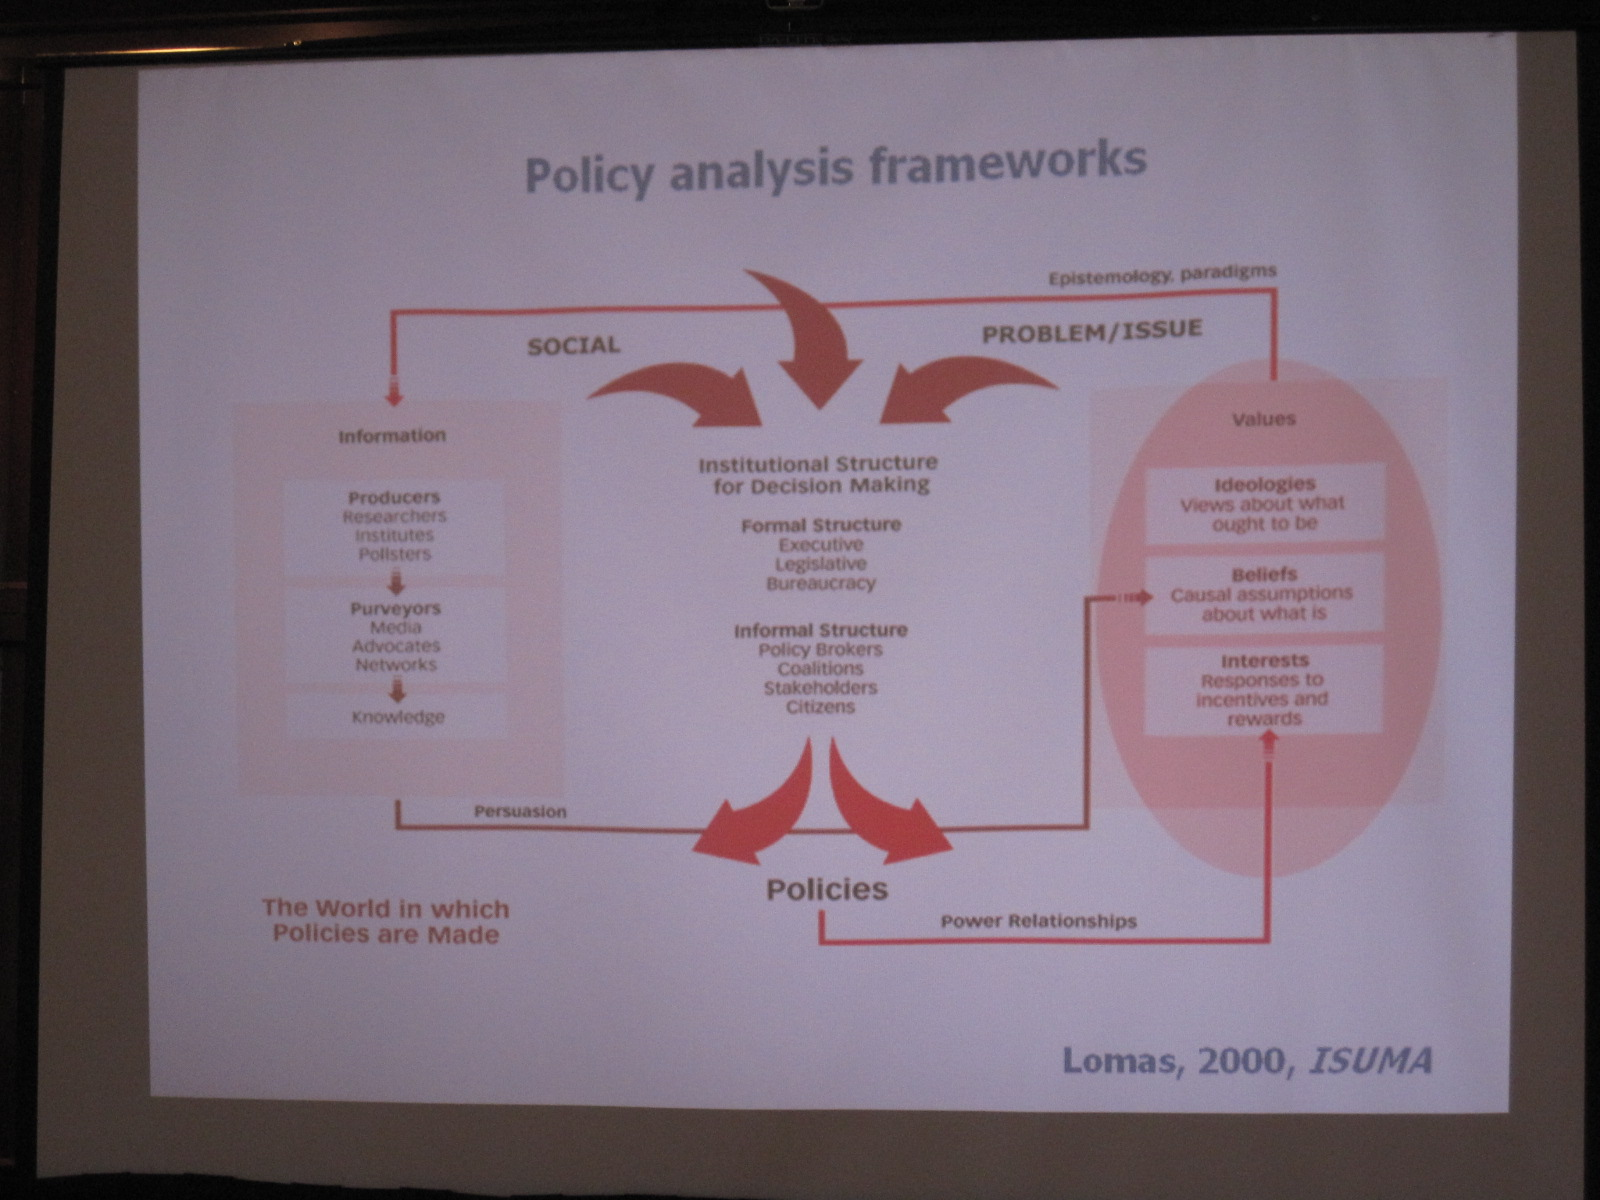 Policy analysis frameworks
Epistemology, paradigms
SOCIAL
PROBLEM/ISSUE
Information
Producers
Researchers
Institutes
Pollsters
Purveyors
Media
Advocates
Networks
Knowledge
Institutional Structure
for Decision Making
Formal Structure
Executive
Legislative
Bureaucracy
Informal Structure
Policy Brokers
Coalitions
Stakeholders
Citizens
Values
Ideologies
Views about what
ought to be
Beliefs
Causal assumptions
about what is
Interests
Responses to
incentives and
rewards
Persuasion
Policies
Power Relationships
The World in which
Policies are Made
Lomas, 2000, ISUMA